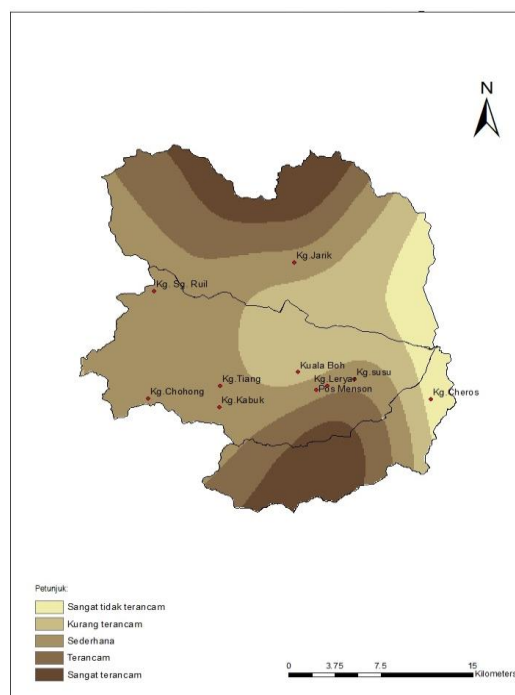 N
Kg.Jarik
Kg. Sg. Ruil
Kuala Boh
Kg.Tiang
Kg.Leryar
Kg.susu
Pos Menson
Kg.Chohong
Kg.Kabuk
Kg.Cheros
Petunjuk:
Sangat tidak terancam
Kurang terancam
Sederhana
Terancam
Sangat terancam
0 3.75 7.5 15
Kilometers